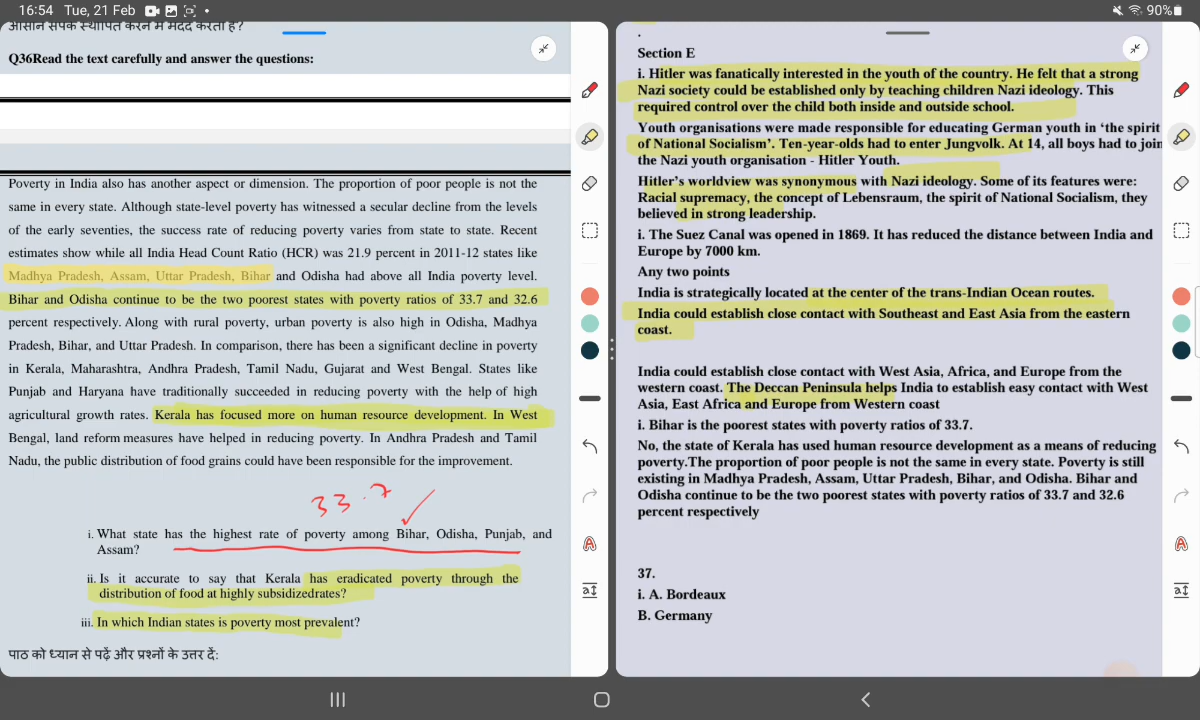 16:54 Tue, 21 Feb
90%
आसान संपर्क स्थापित करने में मदद करता है?
Q36Read the text carefully and answer the questions:
Poverty in India also has another aspect or dimension. The proportion of poor people is not the
same in every state. Although state-level poverty has witnessed a secular decline from the levels
of the early seventies, the success rate of reducing poverty varies from state to state. Recent
estimates show while all India Head Count Ratio (HCR) was 21.9 percent in 2011-12 states like
Madhya Pradesh, Assam, Uttar Pradesh, Bihar and Odisha had above all India poverty level.
Bihar and Odisha continue to be the two poorest states with poverty ratios of 33.7 and 32.6
percent respectively. Along with rural poverty, urban poverty is also high in Odisha, Madhya
Pradesh, Bihar, and Uttar Pradesh. In comparison, there has been a significant decline in poverty
in Kerala, Maharashtra, Andhra Pradesh, Tamil Nadu, Gujarat and West Bengal. States like
Punjab and Haryana have traditionally succeeded in reducing poverty with the help of high
agricultural growth rates. Kerala has focused more on human resource development. In West
Bengal, land reform measures have helped in reducing poverty. In Andhra Pradesh and Tamil
Nadu, the public distribution of food grains could have been responsible for the improvement.
33.7
i. What state has the highest rate of poverty among Bihar, Odisha, Punjab, and
Assam?
ii. Is it accurate to say that Kerala has eradicated poverty through the
distribution of food at highly subsidizedrates?
iii. In which Indian states is poverty most prevalent?
पाठ को ध्यान से पढ़ें और प्रश्नों के उत्तर दें:
.
Section E
i. Hitler was fanatically interested in the youth of the country. He felt that a strong
Nazi society could be established only by teaching children Nazi ideology. This
required control over the child both inside and outside school.
Youth organisations were made responsible for educating German youth in ‘the spirit
of National Socialism’. Ten-year-olds had to enter Jungvolk. At 14, all boys had to join
the Nazi youth organisation - Hitler Youth.
Hitler’s worldview was synonymous with Nazi ideology. Some of its features were:
Racial supremacy, the concept of Lebensraum, the spirit of National Socialism, they
believed in strong leadership.
i. The Suez Canal was opened in 1869. It has reduced the distance between India and
Europe by 7000 km.
Any two points
India is strategically located at the center of the trans-Indian Ocean routes.
India could establish close contact with Southeast and East Asia from the eastern
coast.
India could establish close contact with West Asia, Africa, and Europe from the
western coast. The Deccan Peninsula helps India to establish easy contact with West
Asia, East Africa and Europe from Western coast
i. Bihar is the poorest states with poverty ratios of 33.7.
No, the state of Kerala has used human resource development as a means of reducing
poverty.The proportion of poor people is not the same in every state. Poverty is still
existing in Madhya Pradesh, Assam, Uttar Pradesh, Bihar, and Odisha. Bihar and
Odisha continue to be the two poorest states with poverty ratios of 33.7 and 32.6
percent respectively
37.
i. A. Bordeaux
B. Germany